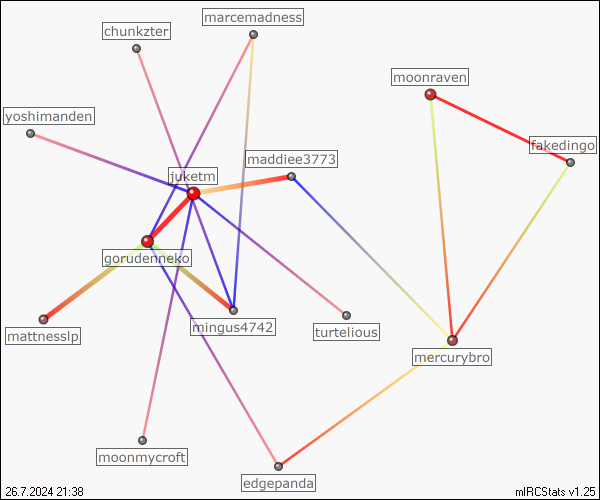 marcemadness
chunkzter
moonraven
yoshimanden
fakedingo
maddiee3773
juketm
gorudenneko
mingus4742
turtelious
mattnesslp
mercurybro
moonmycroft
edgepanda
26.7.2024 21:38
mIRCStats v1.25